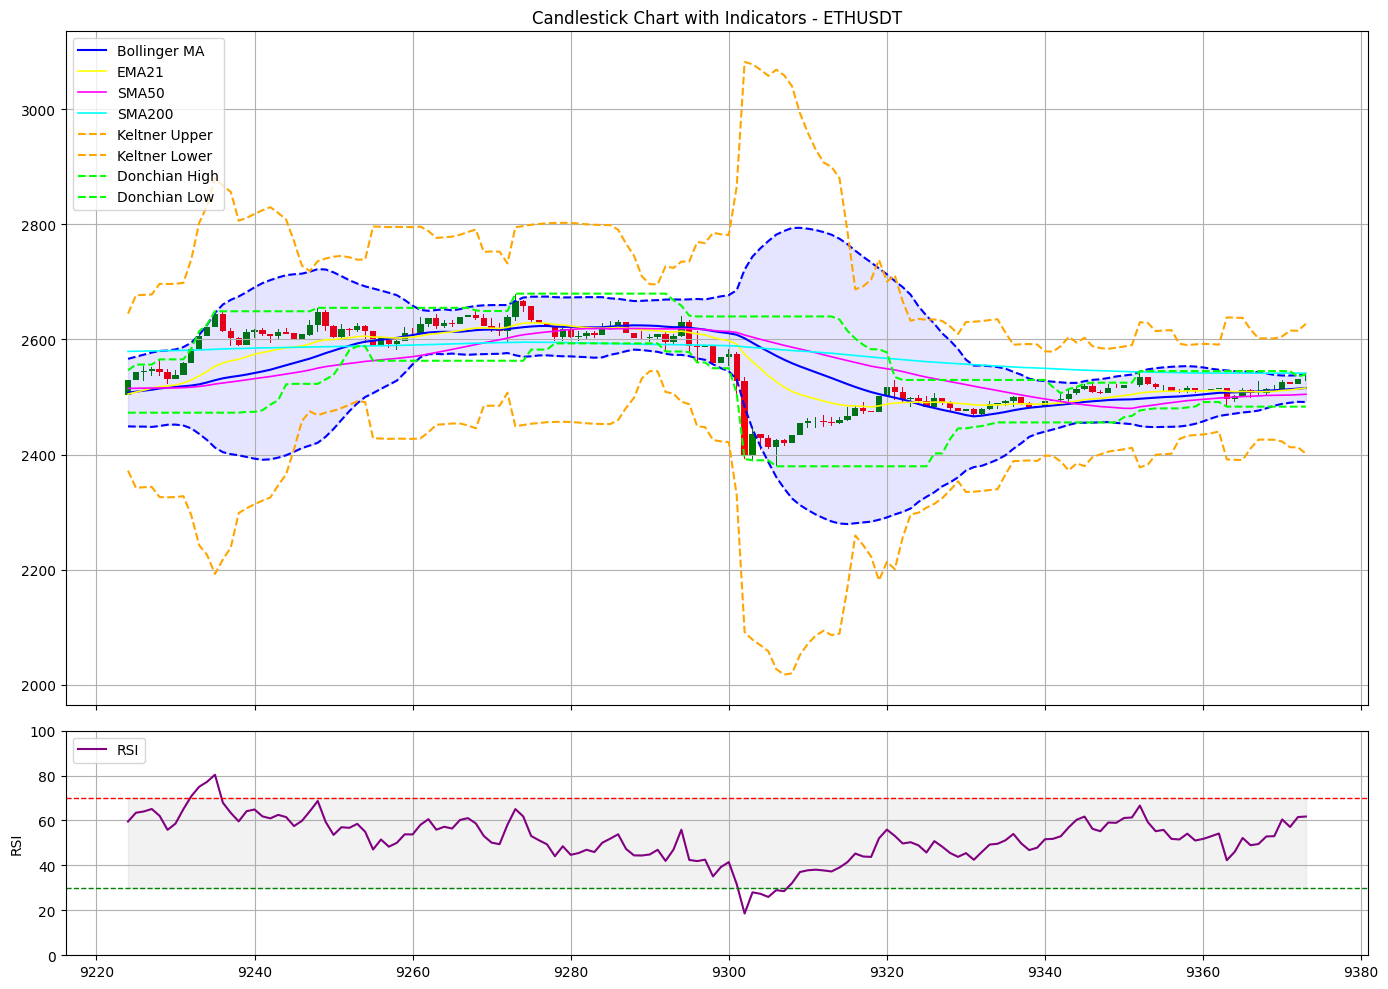 Candlestick Chart with Indicators - ETHUSDT
Bollinger MA
EMA21
SMA50
SMA200
Keltner Upper
Keltner Lower
Donchian High
Donchian Low
3000
2800
2600
2400
2200
2000
RSI
100
80
60
40
20
0
RSI
9220
9240
9260
9280
9300
9320
9340
9360
9380